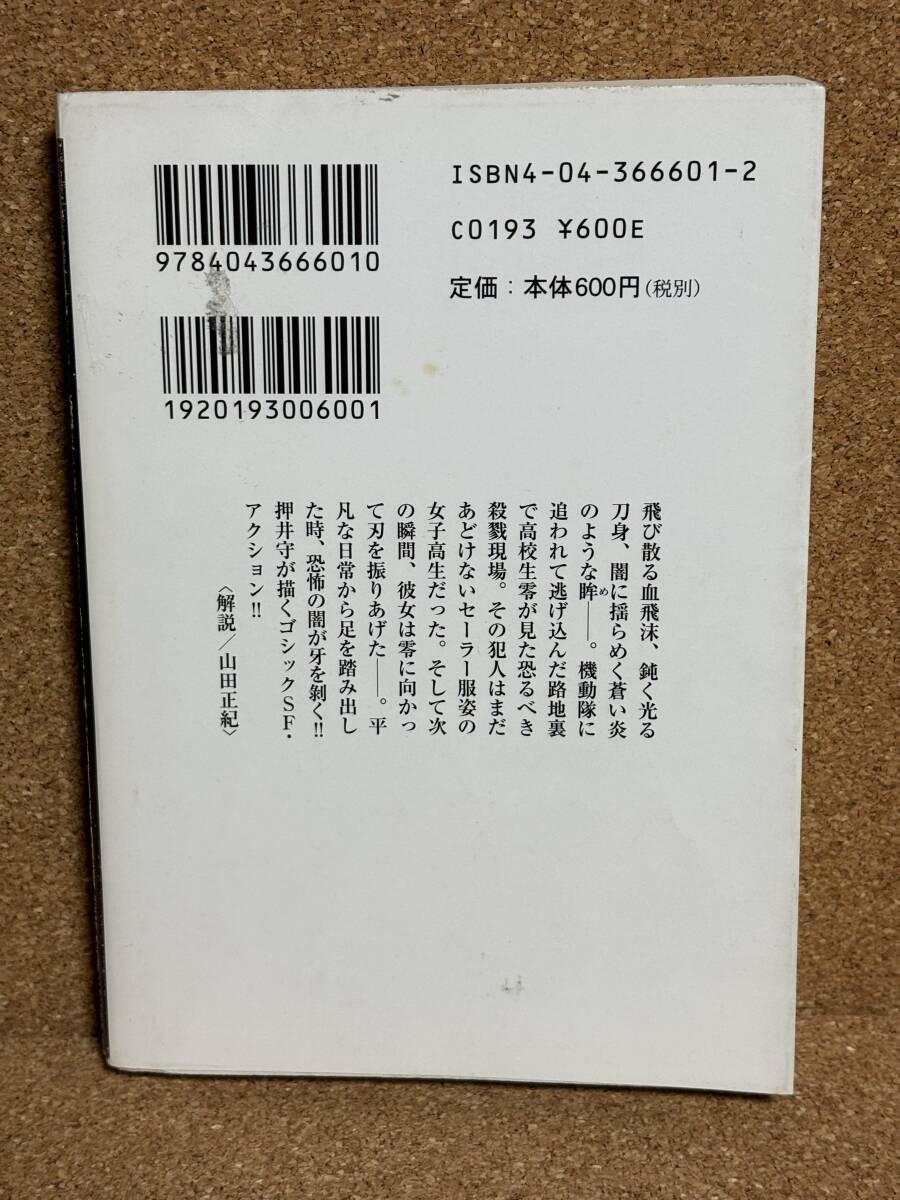 ISBN4-04-366601-2
C0193 ¥600E
定価：本体600円(税別)
9784043666010
1920193006001
飛び散る血飛沫、鈍く光る
刀身、闇に揺らめく蒼い炎
のような眸め――。機動隊に
追われて逃げ込んだ路地裏
で高校生零が見た恐るべき
殺戮現場。その犯人はまだ
あどけないセーラー服姿の
女子高生だった。そして次
の瞬間、彼女は零に向かっ
て刃を振りあげた――。平
凡な日常から足を踏み出し
た時、恐怖の闇が牙を剝く!!
押井守が描くゴシックＳＦ・
アクション!!
〈解説／山田正紀〉